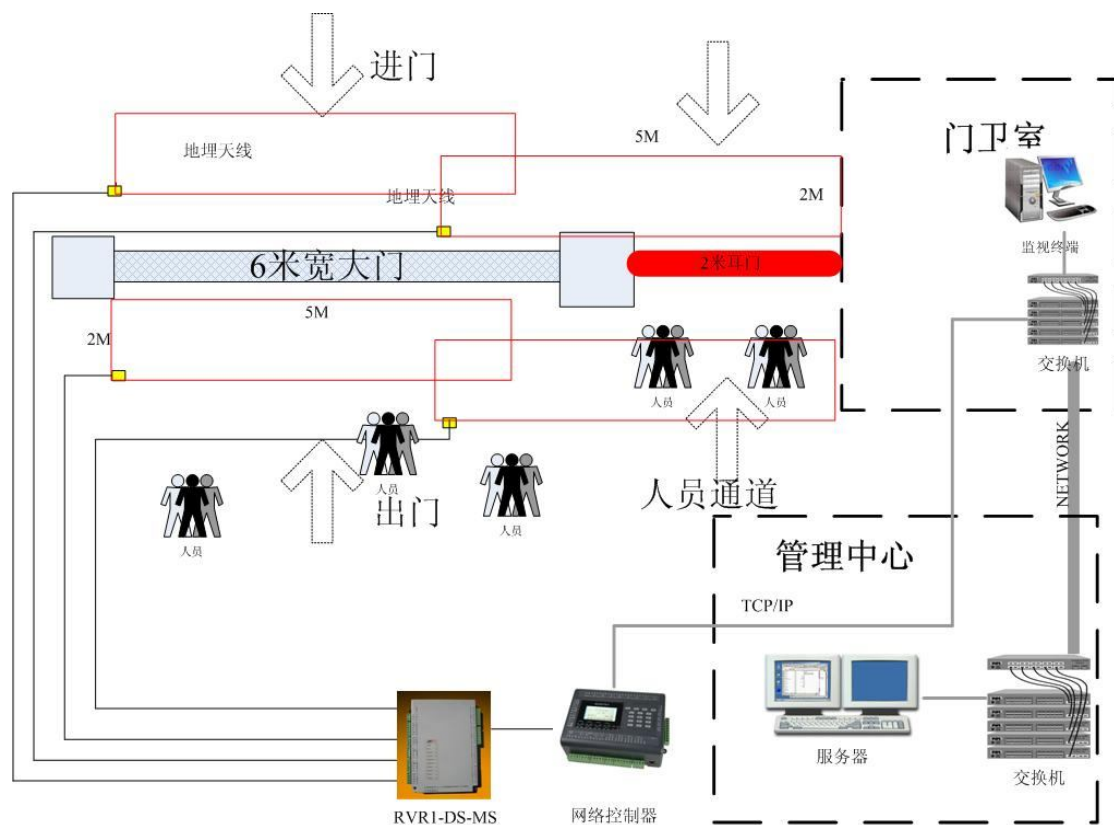 进门
5M
门卫室
地埋天线
地埋天线
2M
监视终端
6米宽大门
2米耳门
5M
2M
交换机
人员
人员
NETWORK
人员
人员通道
出门
人员
人员
管理中心
TCP/IP
服务器
交换机
RVR1-DS-MS
网络控制器